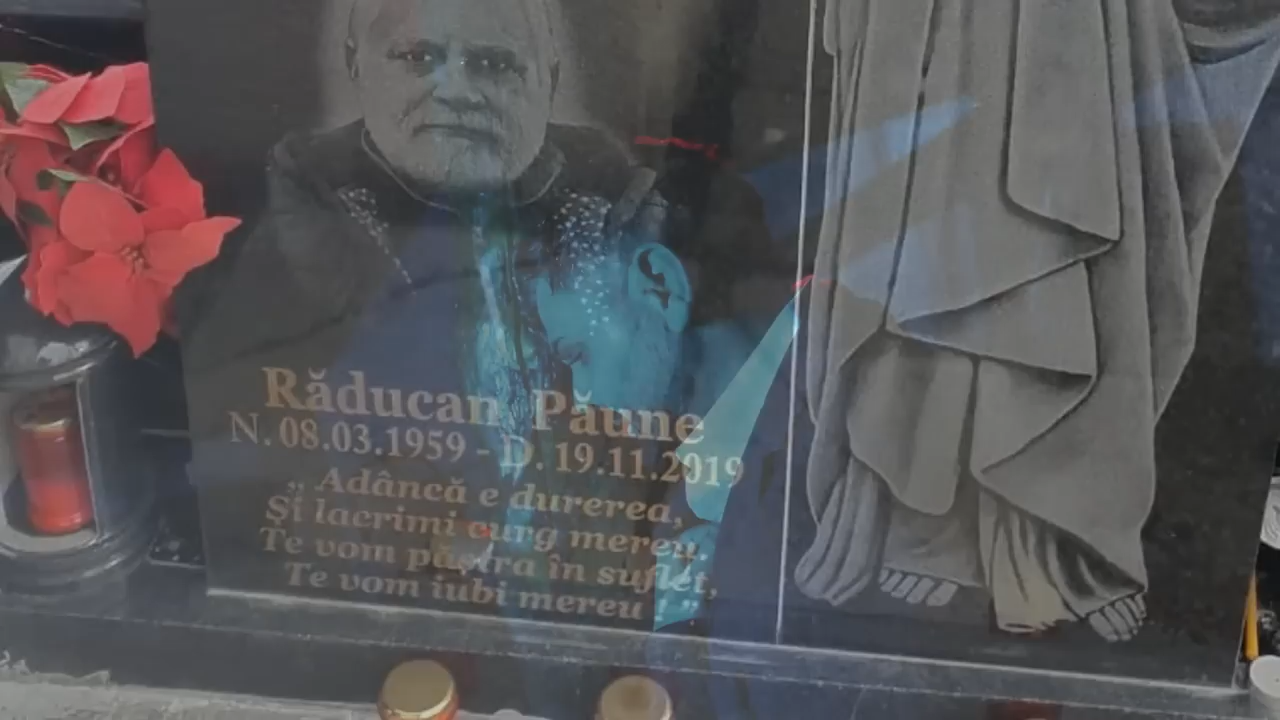 Răducan Păune
N. 08.03.1959 - D. 19.11.2019
„ Adâncă e durerea,
Şi lacrimi curg mereu.
Te vom păstra în suflet,
Te vom iubi mereu ! ”